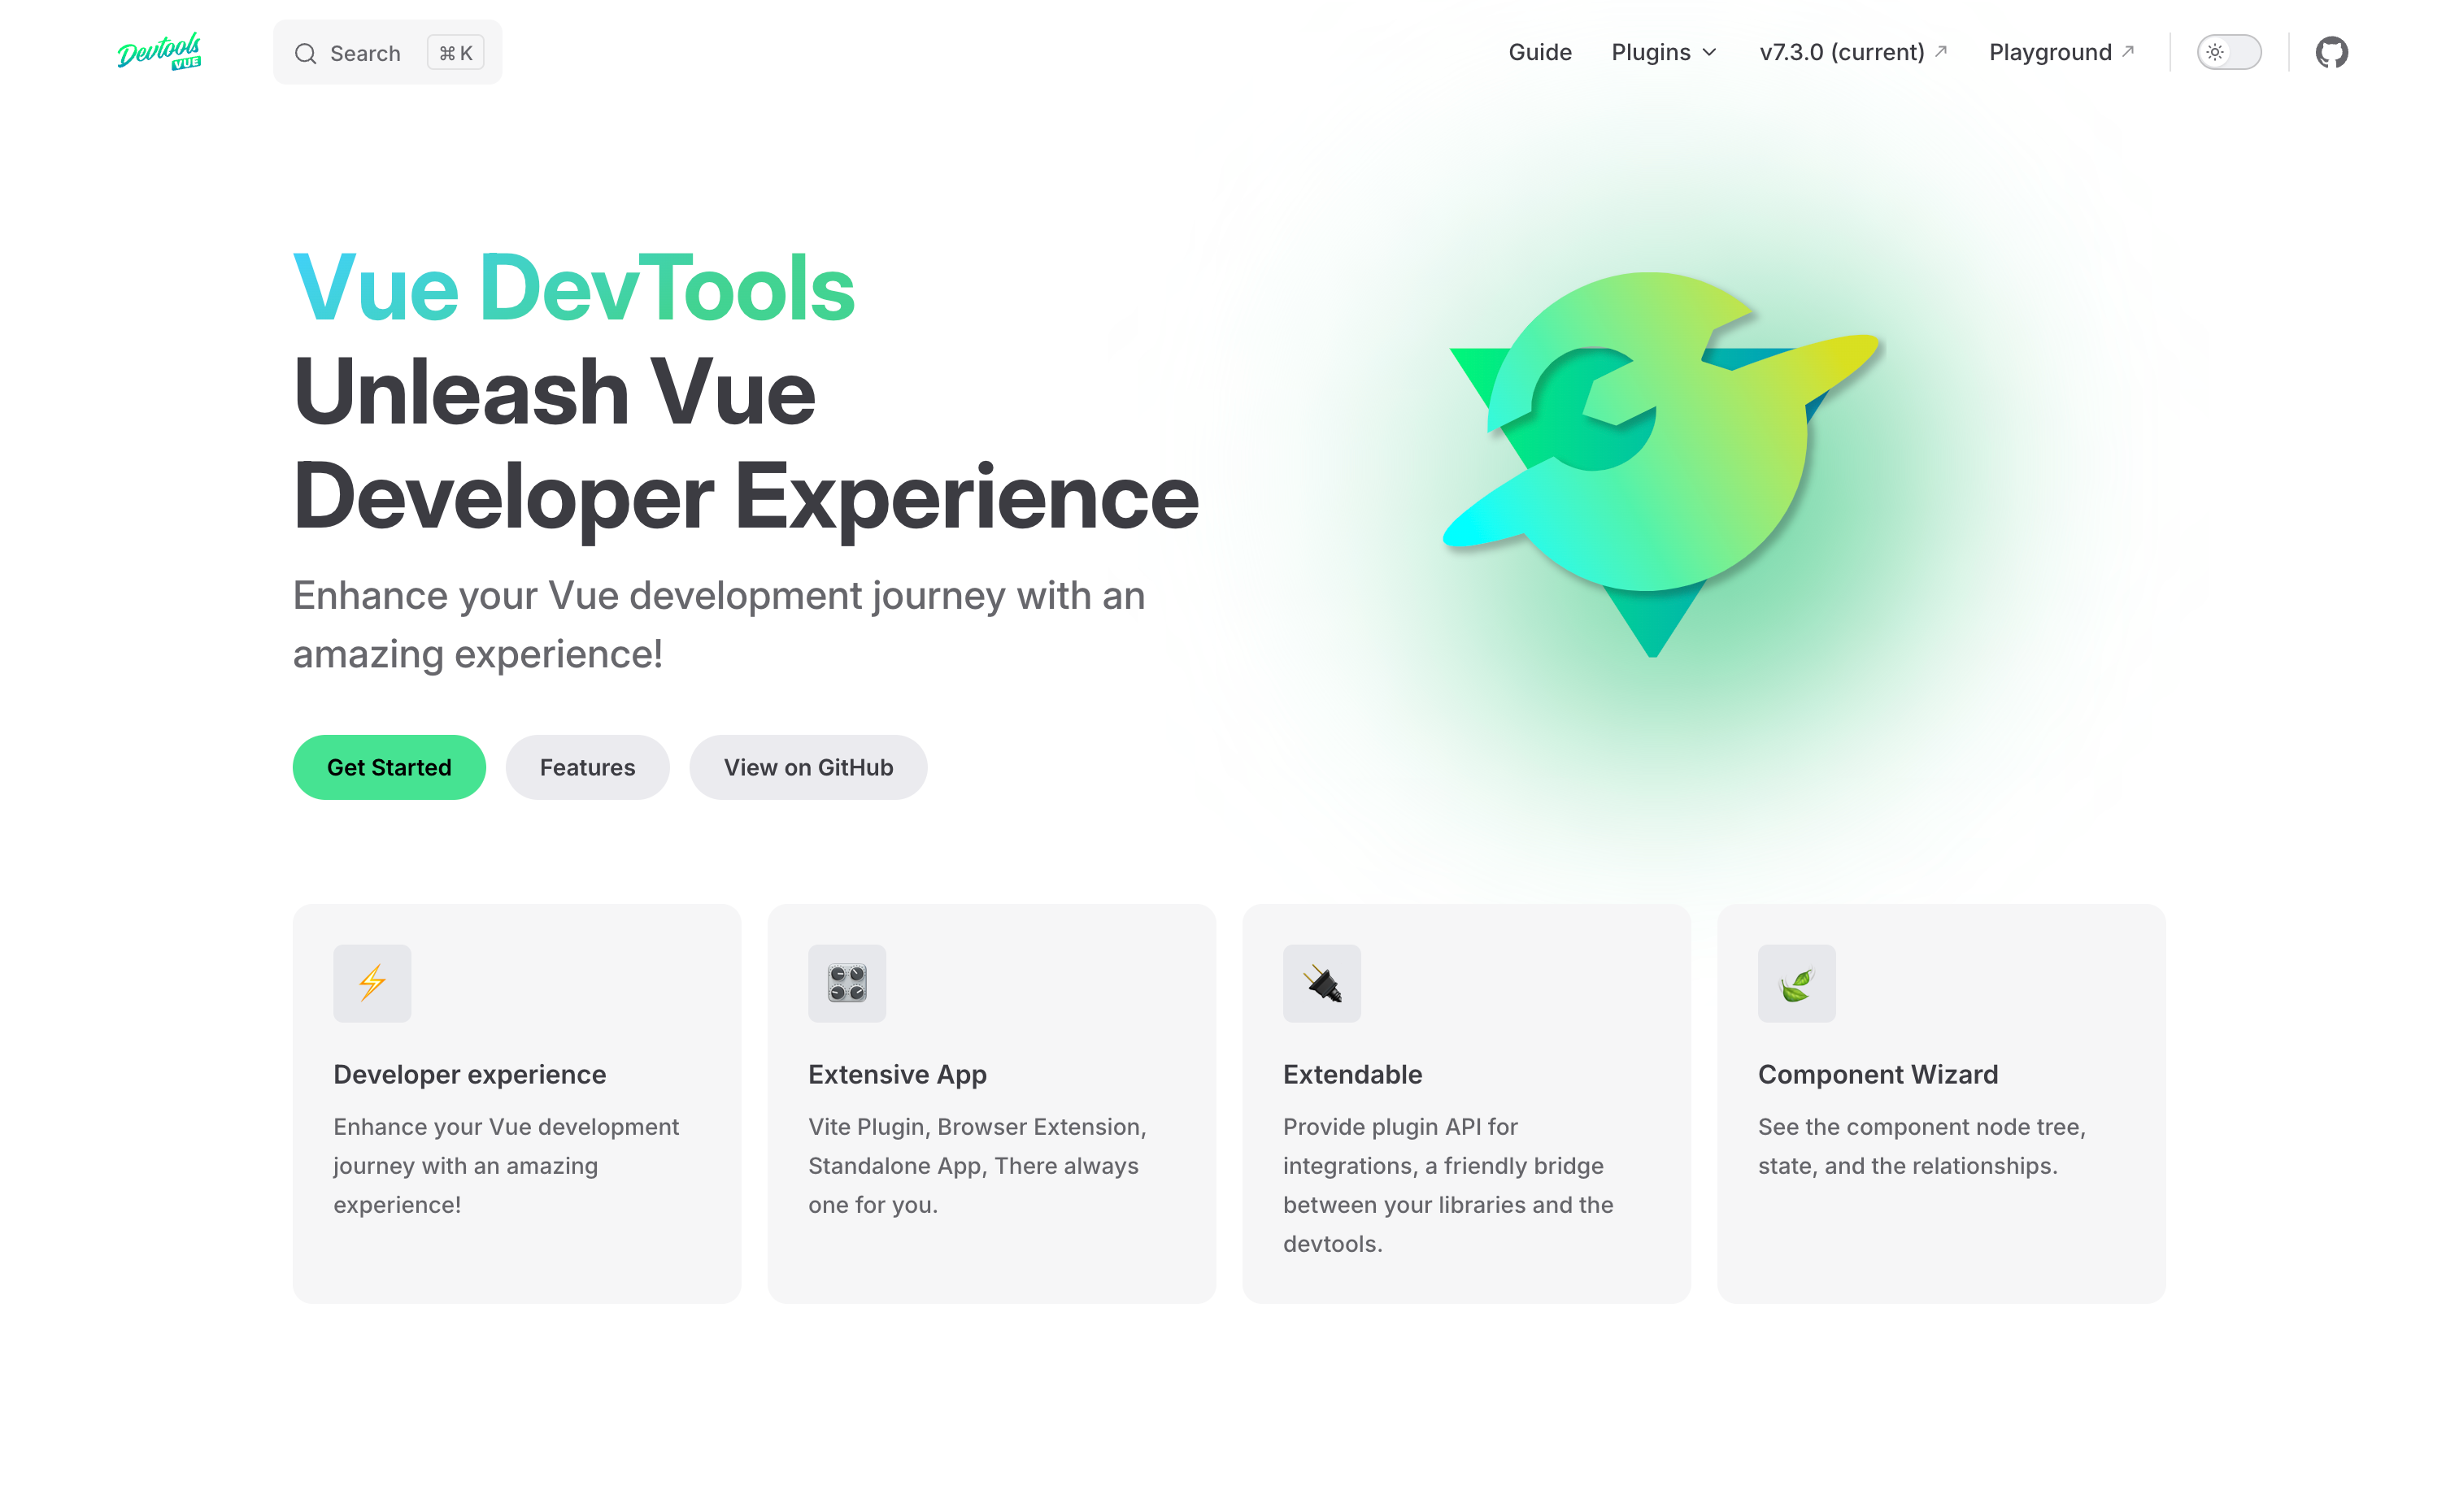 Devtools
VUE
Search ⌘ K
Guide
Plugins
v7.3.0 (current)
Playground
Vue DevTools
Unleash Vue
Developer Experience
Enhance your Vue development journey with an
amazing experience!
Get Started
Features
View on GitHub
Developer experience
Enhance your Vue development
journey with an amazing
experience!
Extensive App
Vite Plugin, Browser Extension,
Standalone App, There always
one for you.
Extendable
Provide plugin API for
integrations, a friendly bridge
between your libraries and the
devtools.
Component Wizard
See the component node tree,
state, and the relationships.